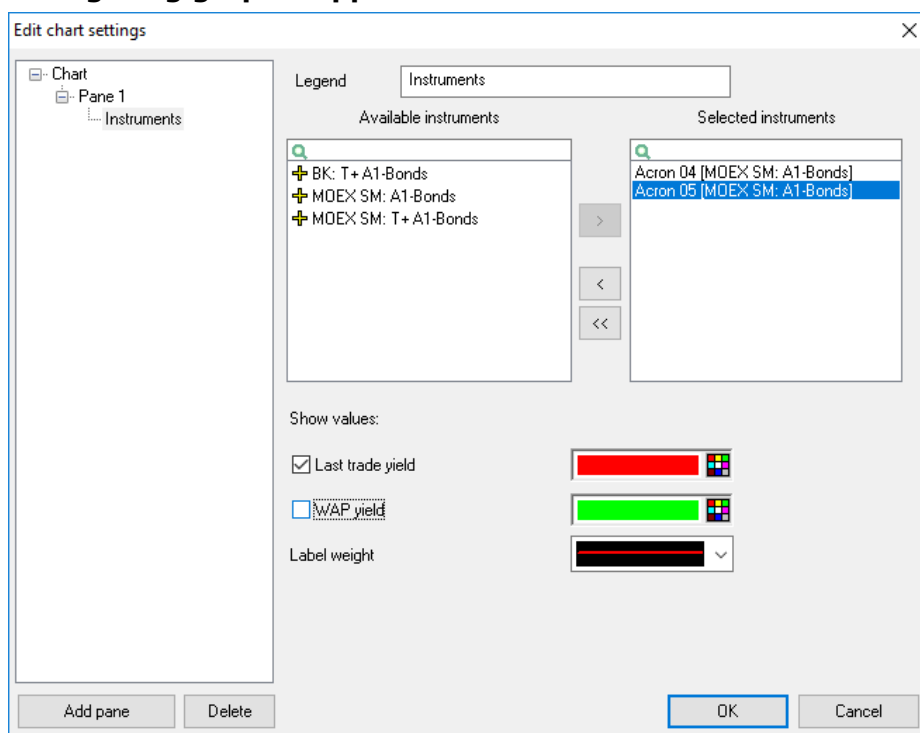 Edit chart settings
Chart
Pane 1
Instruments
Legend
Instruments
Available instruments
BK: T+ A1-Bonds
MOEX SM: A1-Bonds
MOEX SM: T+ A1-Bonds
>
<
<<
Selected instruments
Acron 04 [MOEX SM: A1-Bonds]
Acron 05 [MOEX SM: A1-Bonds]
Show values:
Last trade yield
WAP yield
Label weight
Add pane
Delete
OK
Cancel